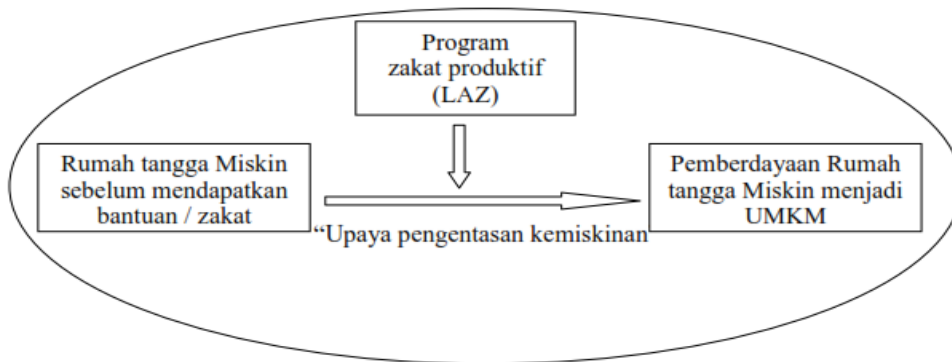 Program
zakat produktif
(LAZ)
Rumah tangga Miskin
sebelum mendapatkan
bantuan / zakat
Pemberdayaan Rumah
tangga Miskin menjadi
UMKM
“Upaya pengentasan kemiskinan